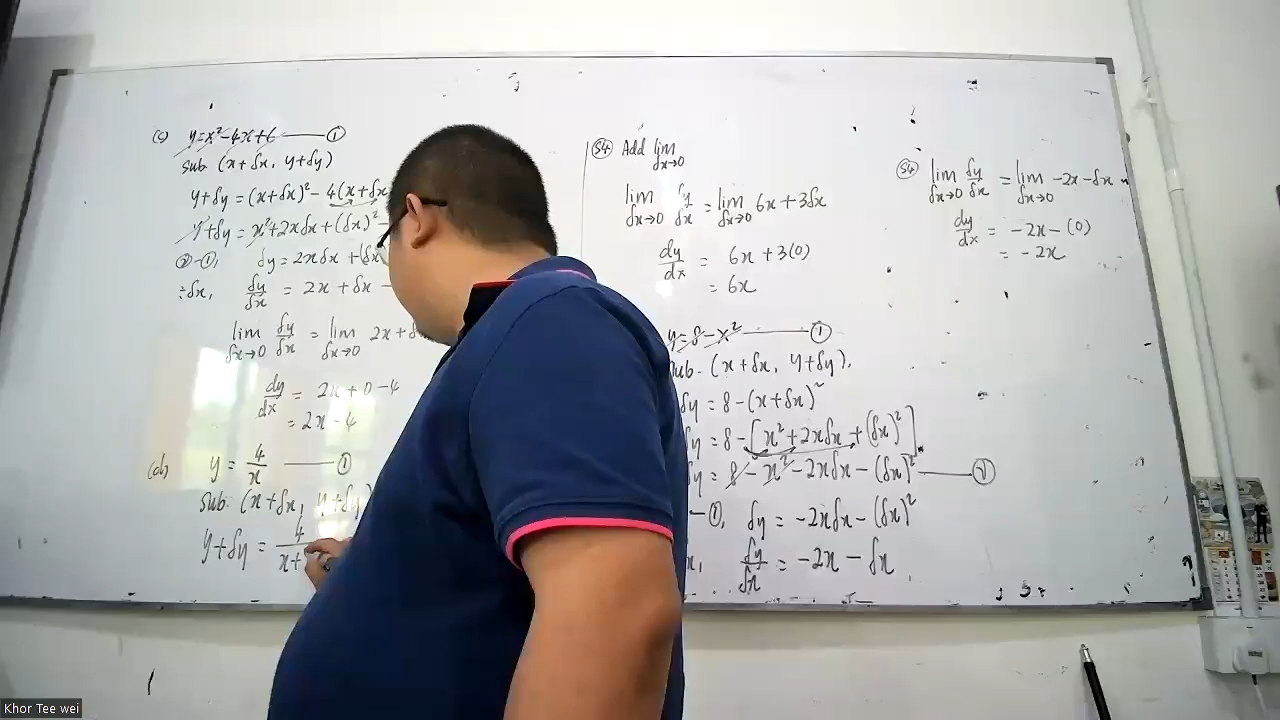 (c) y=x²-4x+6 ——— ①
sub (x+δx, y+δy)
y+δy = (x+δx)² - 4(x+δx
y+δy = x²+2xδx+(δx)²
②-①, δy = 2xδx +(δx
÷δx, δy/δx = 2x + δx -
lim δx→0 δy/δx = lim δx→0 2x+δ
dy/dx = 2x+0-4
= 2x-4
(d) y = 4/x ——— ①
sub. (x+δx, y+δy)
y+δy = 4/x+
S4 Add lim δx→0
lim δx→0 δy/δx = lim δx→0 6x+3δx
dy/dx = 6x+3(0)
= 6x
y=8-x² ——— ①
sub. (x+δx, y+δy).
δy = 8-(x+δx)²
δy = 8-[x²+2xδx+(δx)²]
δy = 8-x²-2xδx-(δx)² ——— ②
-①, δy = -2xδx-(δx)²
δy/δx = -2x-δx
S4 lim δx→0 δy/δx = lim δx→0 -2x-δx
dy/dx = -2x-(0)
= -2x
Khor Tee wei